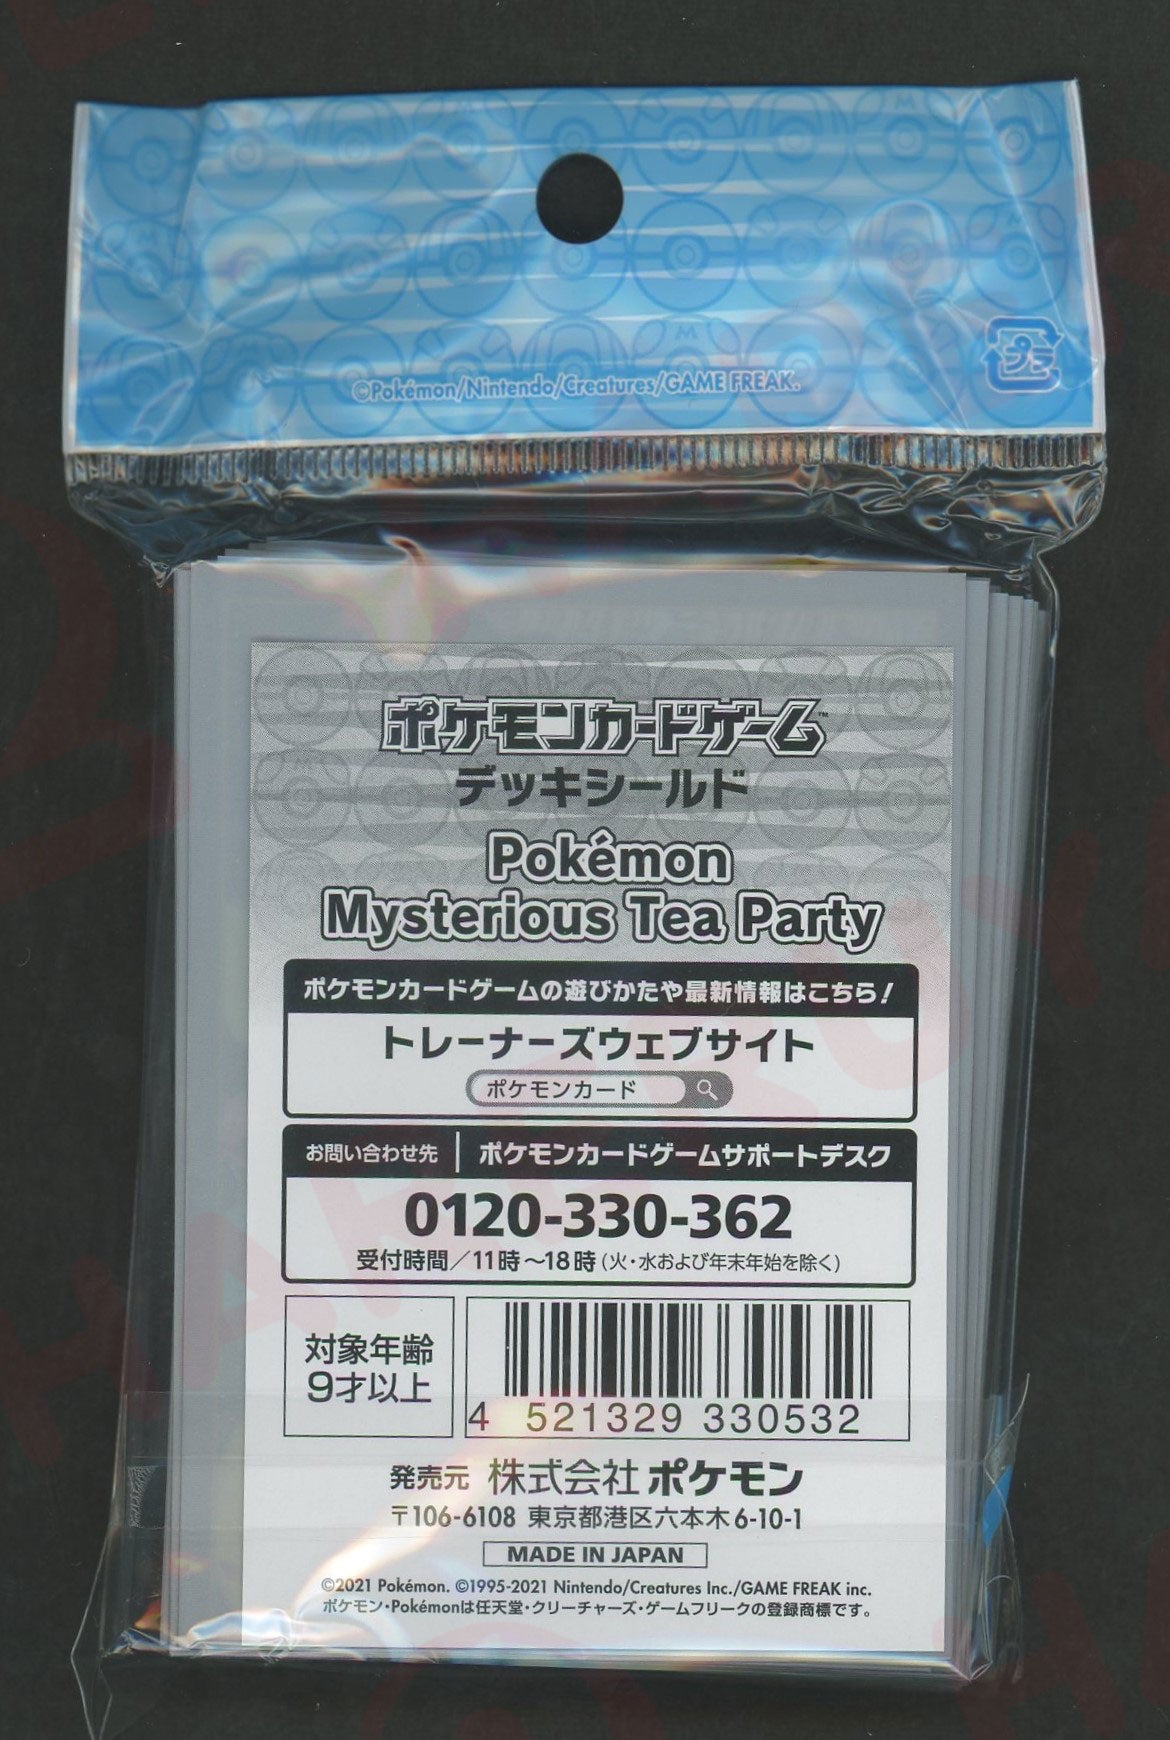 ©Pokémon/Nintendo/Creatures/GAME FREAK.
プラ
ポケモンカードゲーム™
デッキシールド
Pokémon
Mysterious Tea Party
ポケモンカードゲームの遊びかたや最新情報はこちら!
トレーナーズウェブサイト
ポケモンカード
お問い合わせ先 ポケモンカードゲームサポートデスク
0120-330-362
受付時間／11時～18時(火・水および年末年始を除く)
対象年齢
9才以上
4 521329 330532
発売元 株式会社ポケモン
〒106-6108 東京都港区六本木6-10-1
MADE IN JAPAN
©2021 Pokémon. ©1995-2021 Nintendo/Creatures Inc./GAME FREAK inc.
ポケモン・Pokémonは任天堂・クリーチャーズ・ゲームフリークの登録商標です。